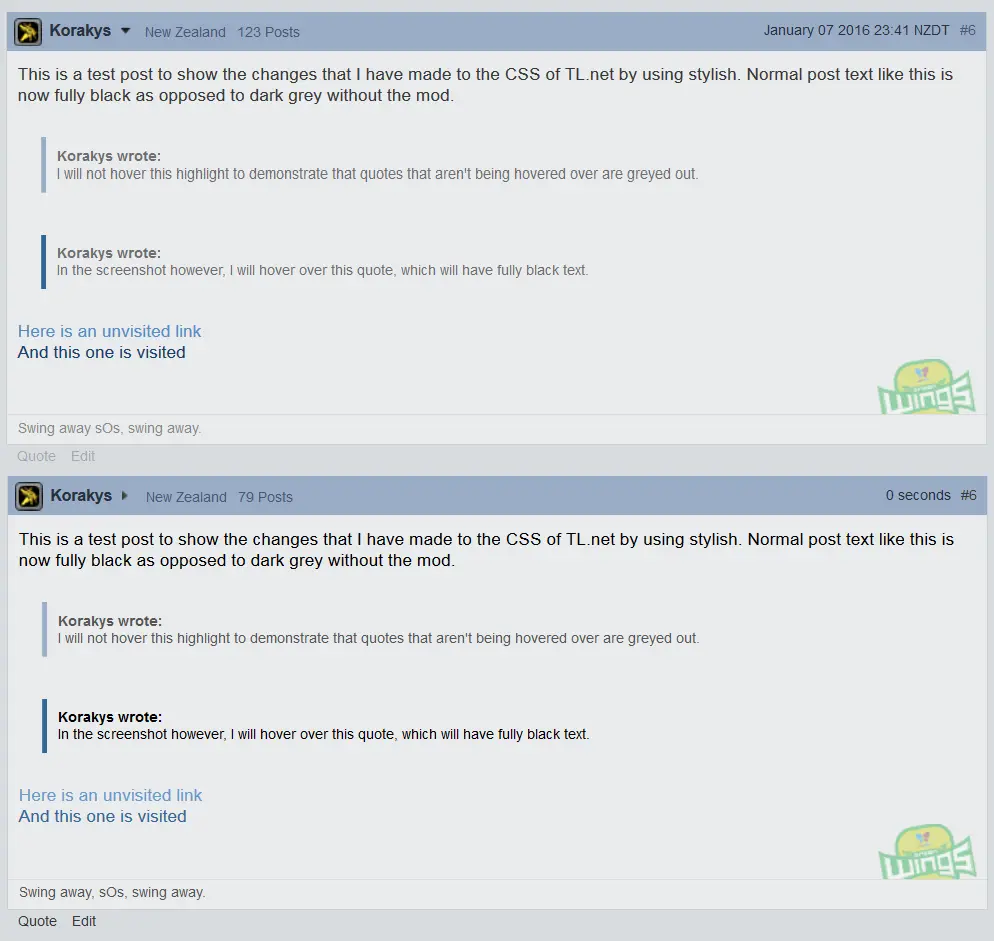 Korakys New Zealand 123 Posts January 07 2016 23:41 NZDT #6
This is a test post to show the changes that I have made to the CSS of TL.net by using stylish. Normal post text like this is
now fully black as opposed to dark grey without the mod.
Korakys wrote:
I will not hover this highlight to demonstrate that quotes that aren't being hovered over are greyed out.
Korakys wrote:
In the screenshot however, I will hover over this quote, which will have fully black text.
Here is an unvisited link
And this one is visited
wings
Swing away sOs, swing away.
Quote Edit
Korakys New Zealand 79 Posts 0 seconds #6
This is a test post to show the changes that I have made to the CSS of TL.net by using stylish. Normal post text like this is
now fully black as opposed to dark grey without the mod.
Korakys wrote:
I will not hover this highlight to demonstrate that quotes that aren't being hovered over are greyed out.
Korakys wrote:
In the screenshot however, I will hover over this quote, which will have fully black text.
Here is an unvisited link
And this one is visited
wings
Swing away, sOs, swing away.
Quote Edit